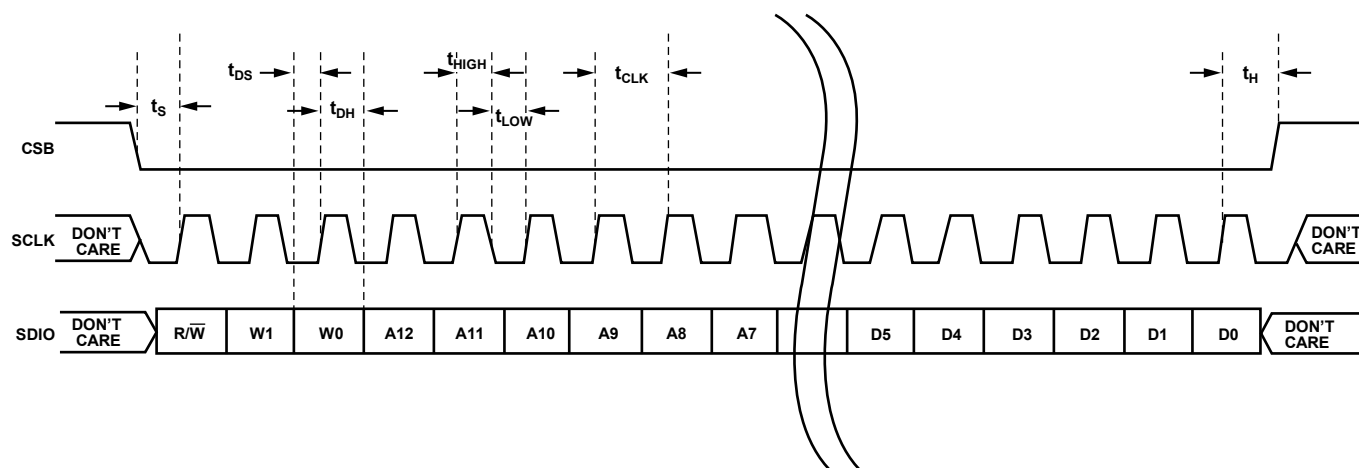 tHIGH
tDS
tCLK
tH
tS
tDH
tLOW
CSB
SCLK
DON'T
CARE
DON'T
CARE
SDIO
DON'T
CARE
R/W̅
W1
W0
A12
A11
A10
A9
A8
A7
D5
D4
D3
D2
D1
D0
DON'T
CARE